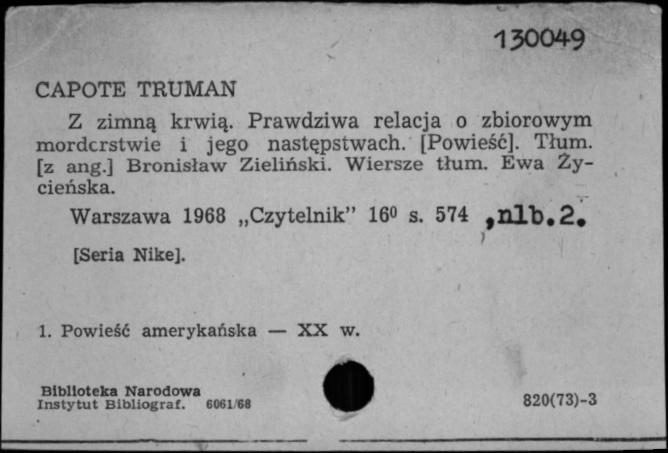 130049
CAPOTE TRUMAN
Z zimną krwią. Prawdziwa relacja o zbiorowym
morderstwie i jego następstwach. [Powieść]. Tłum.
[z ang.] Bronisław Zieliński. Wiersze tłum. Ewa Ży-
cieńska.
Warszawa 1968 „Czytelnik” 16⁰ s. 574 ,nlb.2.
[Seria Nike].
1. Powieść amerykańska — XX w.
Biblioteka Narodowa
Instytut Bibliograf. 6061/68
820(73)-3